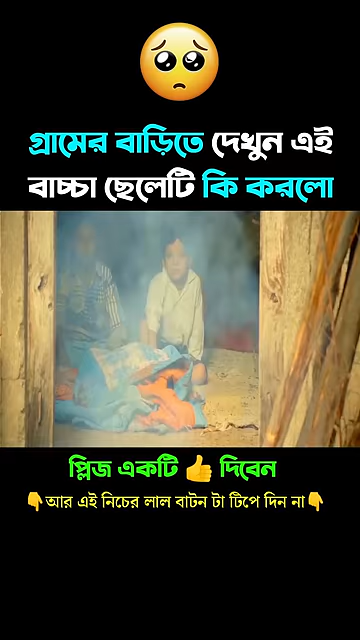 গ্রামের বাড়িতে দেখুন এই
বাচ্চা ছেলেটি কি করলো
প্লিজ একটি 👍 দিবেন
👇আর এই নিচের লাল বাটন টা টিপে দিন না👇